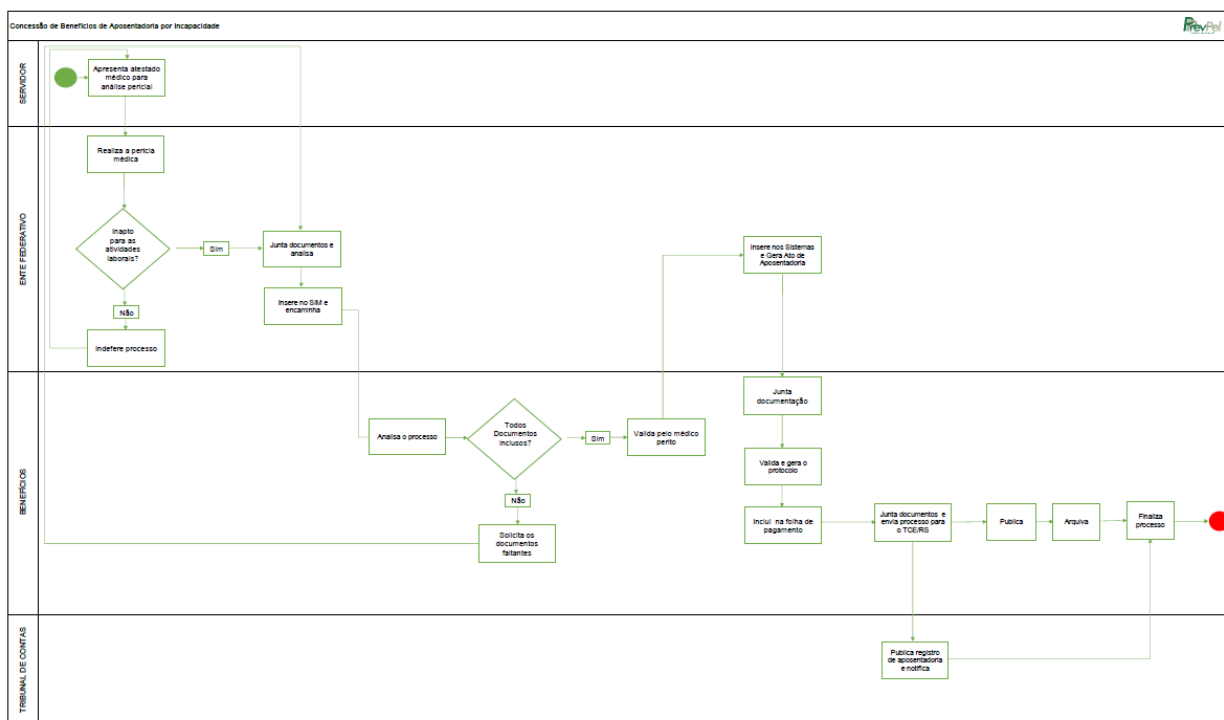 Concessão de Benefícios de Aposentadoria por Incapacidade
PrevPel
SERVIDOR
Apresenta atestado
médico para
análise pericial
ENTE FEDERATIVO
Realiza a perícia
médica
Inapto
para as
atividades
laborais?
Sim
Junta documentos e
analisa
Insere nos Sistemas
e Gera Ato de
Aposentadoria
Insere no SIM e
encaminha
Não
Indefere processo
BENEFÍCIOS
Analisa o processo
Todos
Documentos
inclusos?
Sim
Valida pelo médico
perito
Não
Solicita os
documentos
faltantes
Junta
documentação
Valida e gera o
protocolo
Inclui na folha de
pagamento
Junta documentos e
envia processo para
o TCE/RS
Publica
Arquiva
Finaliza
processo
TRIBUNAL DE CONTAS
Publica registro
de aposentadoria
e notifica